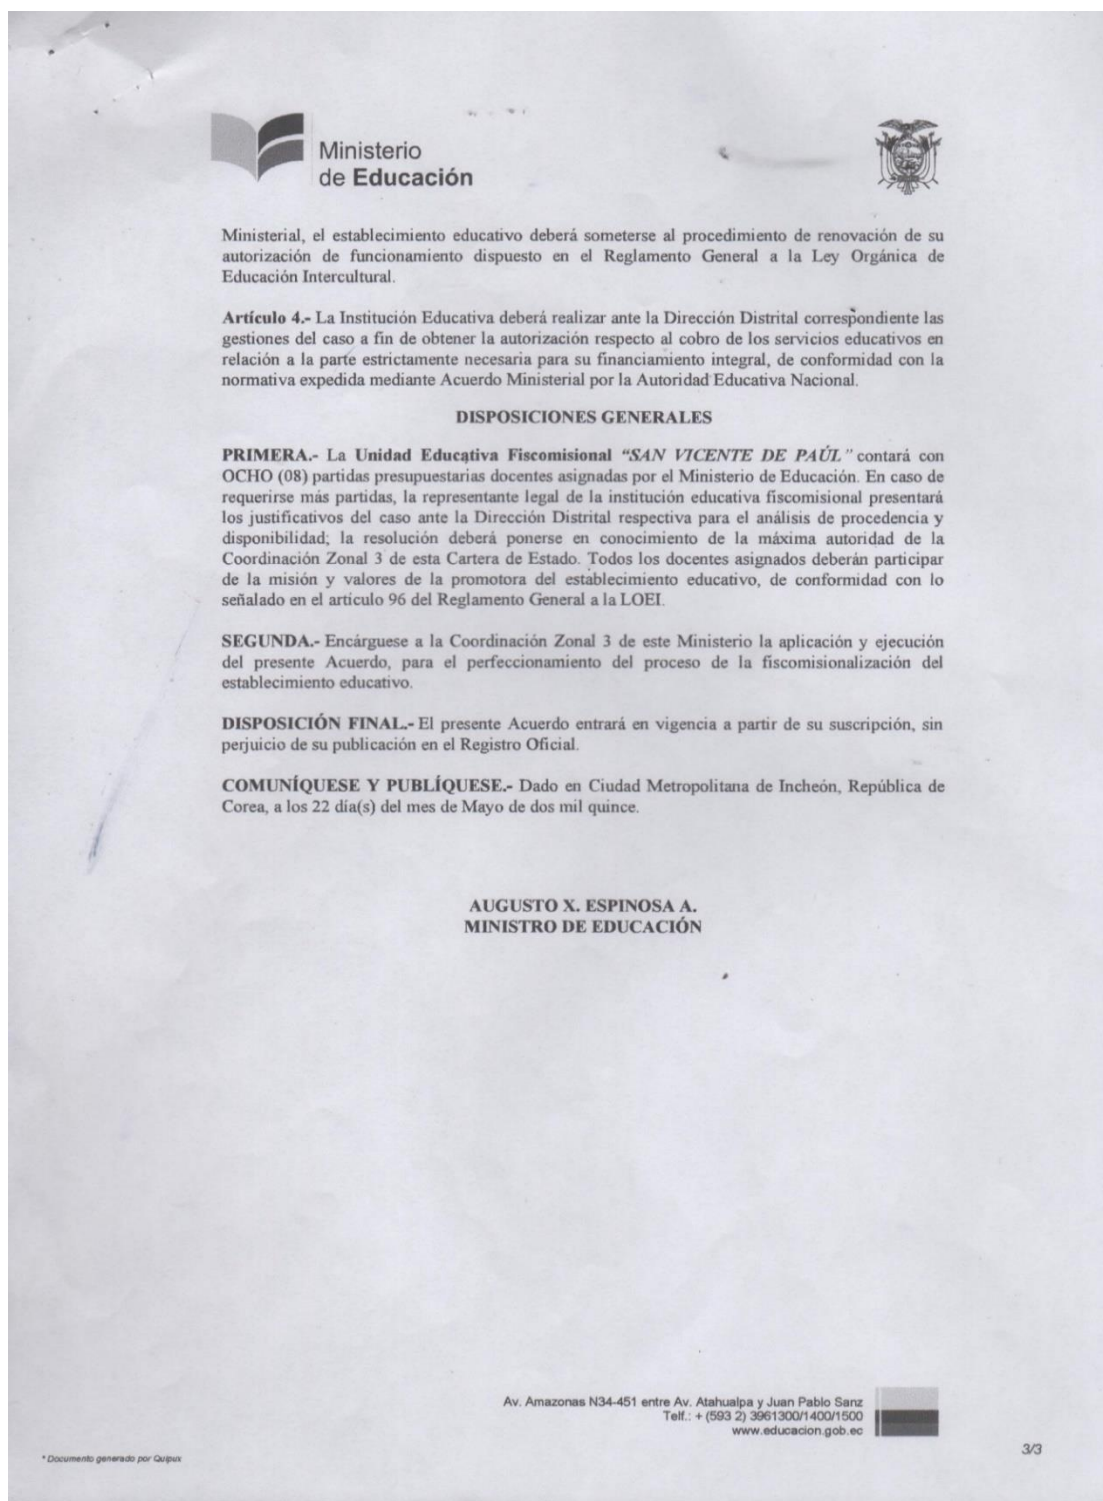 Ministerio
de Educación
Ministerial, el establecimiento educativo deberá someterse al procedimiento de renovación de su
autorización de funcionamiento dispuesto en el Reglamento General a la Ley Orgánica de
Educación Intercultural.
Artículo 4.- La Institución Educativa deberá realizar ante la Dirección Distrital correspondiente las
gestiones del caso a fin de obtener la autorización respecto al cobro de los servicios educativos en
relación a la parte estrictamente necesaria para su financiamiento integral, de conformidad con la
normativa expedida mediante Acuerdo Ministerial por la Autoridad Educativa Nacional.
DISPOSICIONES GENERALES
PRIMERA.- La Unidad Educativa Fiscomisional “SAN VICENTE DE PAÚL” contará con
OCHO (08) partidas presupuestarias docentes asignadas por el Ministerio de Educación. En caso de
requerirse más partidas, la representante legal de la institución educativa fiscomisional presentará
los justificativos del caso ante la Dirección Distrital respectiva para el análisis de procedencia y
disponibilidad; la resolución deberá ponerse en conocimiento de la máxima autoridad de la
Coordinación Zonal 3 de esta Cartera de Estado. Todos los docentes asignados deberán participar
de la misión y valores de la promotora del establecimiento educativo, de conformidad con lo
señalado en el artículo 96 del Reglamento General a la LOEI.
SEGUNDA.- Encárguese a la Coordinación Zonal 3 de este Ministerio la aplicación y ejecución
del presente Acuerdo, para el perfeccionamiento del proceso de la fiscomisionalización del
establecimiento educativo.
DISPOSICIÓN FINAL.- El presente Acuerdo entrará en vigencia a partir de su suscripción, sin
perjuicio de su publicación en el Registro Oficial.
COMUNÍQUESE Y PUBLÍQUESE.- Dado en Ciudad Metropolitana de Incheón, República de
Corea, a los 22 día(s) del mes de Mayo de dos mil quince.
AUGUSTO X. ESPINOSA A.
MINISTRO DE EDUCACIÓN
Av. Amazonas N34-451 entre Av. Atahualpa y Juan Pablo Sanz
Telf.: + (593 2) 3961300/1400/1500
www.educacion.gob.ec
3/3
* Documento generado por Quipux